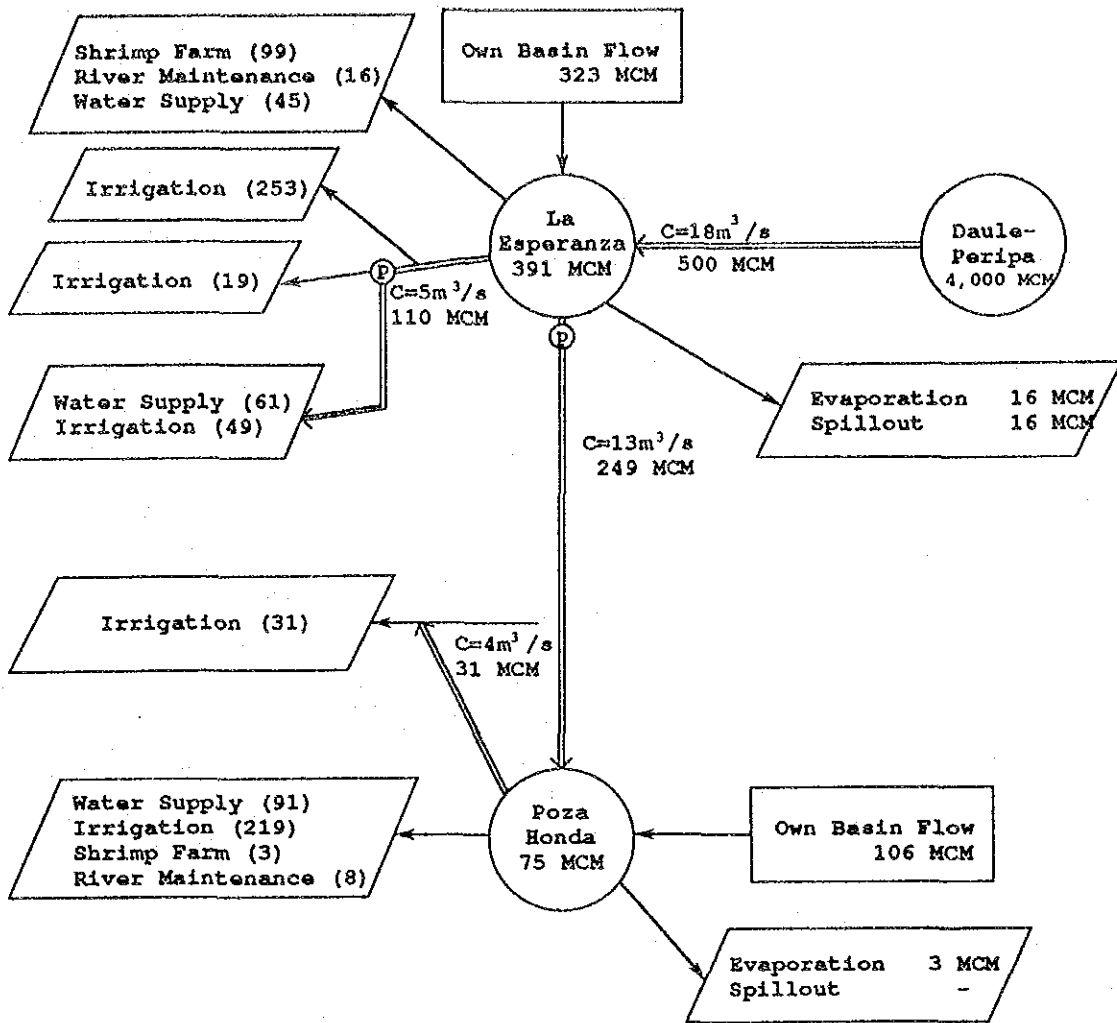 Shrimp Farm (99)
River Maintenance (16)
Water Supply (45)
Own Basin Flow
323 MCM
Irrigation (253)
La
Esperanza
391 MCM
C=18m³/s
500 MCM
Daule-
Peripa
4,000 MCM
Irrigation (19)
P
C=5m³/s
110 MCM
P
Water Supply (61)
Irrigation (49)
Evaporation 16 MCM
Spillout 16 MCM
C=13m³/s
249 MCM
Irrigation (31)
C=4m³/s
31 MCM
Water Supply (91)
Irrigation (219)
Shrimp Farm (3)
River Maintenance (8)
Poza
Honda
75 MCM
Own Basin Flow
106 MCM
Evaporation 3 MCM
Spillout -